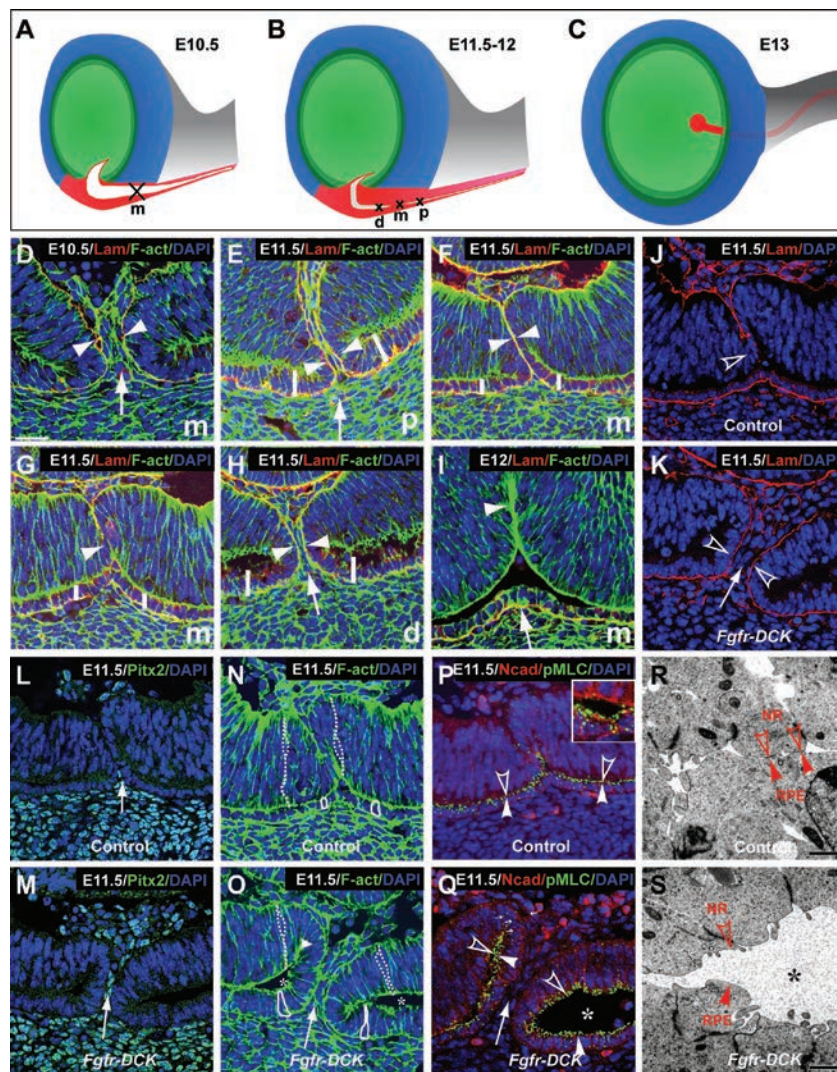 A E10.5
m
B E11.5-12
d m p
C E13
D E10.5/Lam/F-act/DAPI
m
E E11.5/Lam/F-act/DAPI
p
F E11.5/Lam/F-act/DAPI
m
J E11.5/Lam/DAPI
Control
G E11.5/Lam/F-act/DAPI
m
H E11.5/Lam/F-act/DAPI
d
I E12/Lam/F-act/DAPI
m
K E11.5/Lam/DAPI
Fgfr-DCK
L E11.5/Pitx2/DAPI
Control
N E11.5/F-act/DAPI
Control
P E11.5/Ncad/pMLC/DAPI
Control
R
NR
RPE
Control
M E11.5/Pitx2/DAPI
Fgfr-DCK
O E11.5/F-act/DAPI
* *
Fgfr-DCK
Q E11.5/Ncad/pMLC/DAPI
*
Fgfr-DCK
S
NR
*
RPE
Fgfr-DCK